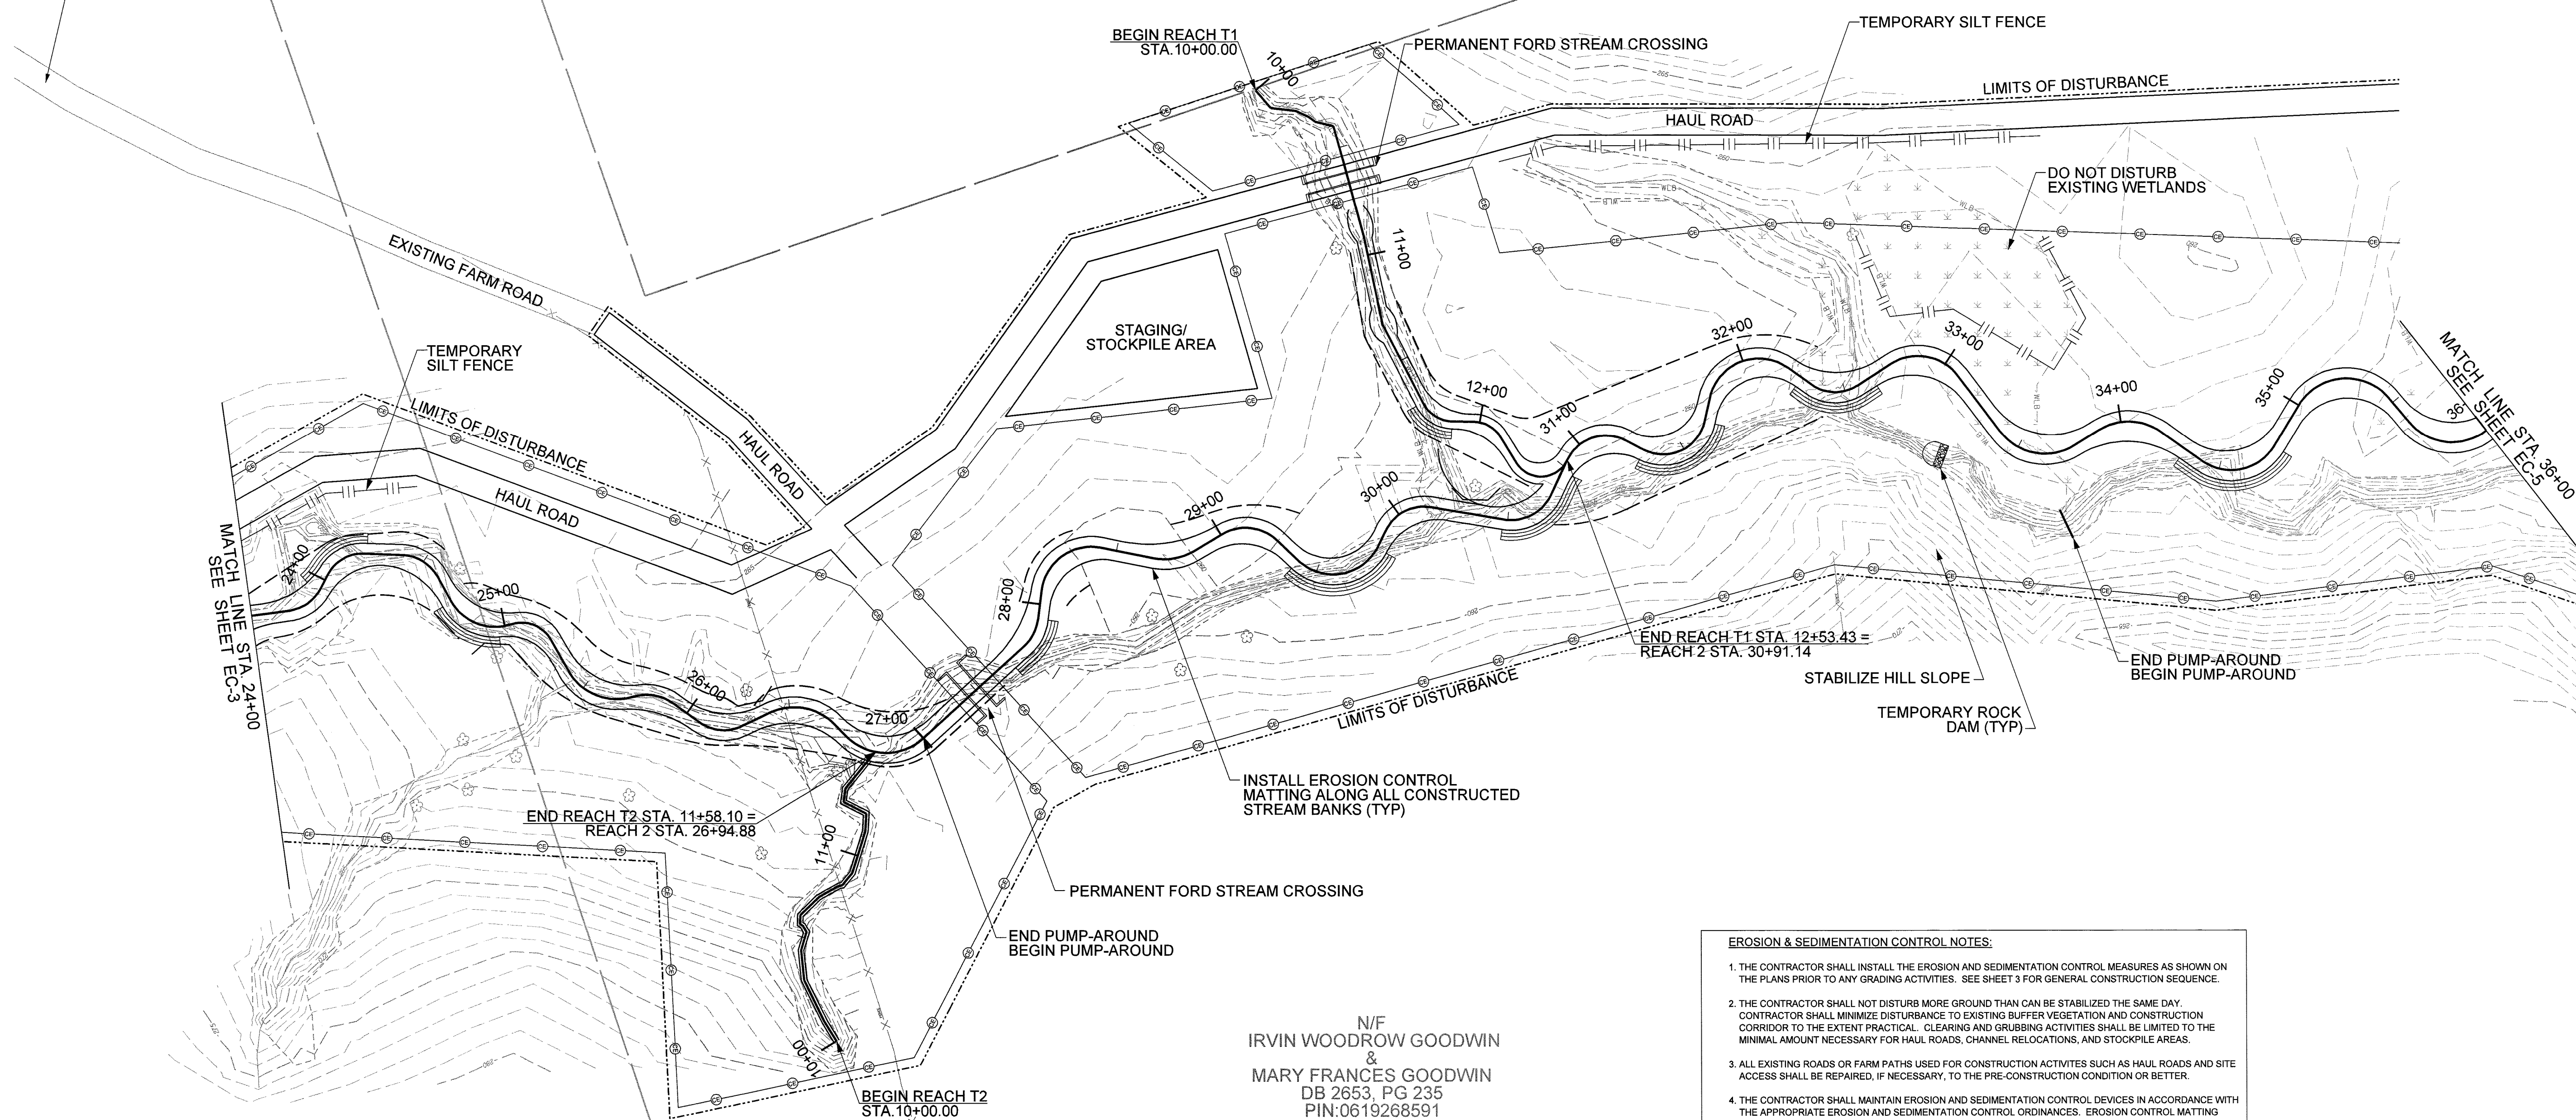 BEGIN REACH T1
STA.10+00.00
10+00
PERMANENT FORD STREAM CROSSING
TEMPORARY SILT FENCE
LIMITS OF DISTURBANCE
HAUL ROAD
DO NOT DISTURB
EXISTING WETLANDS
EXISTING FARM ROAD
11+00
STAGING/
STOCKPILE AREA
TEMPORARY
SILT FENCE
LIMITS OF DISTURBANCE
HAUL ROAD
HAUL ROAD
MATCH LINE STA. 24+00
SEE SHEET EC-3
24+00
25+00
26+00
27+00
28+00
29+00
30+00
12+00
31+00
32+00
33+00
34+00
35+00
36
MATCH LINE STA. 36+00
SEE SHEET EC-5
END REACH T1 STA. 12+53.43 =
REACH 2 STA. 30+91.14
STABILIZE HILL SLOPE
TEMPORARY ROCK
DAM (TYP)
END PUMP-AROUND
BEGIN PUMP-AROUND
LIMITS OF DISTURBANCE
INSTALL EROSION CONTROL
MATTING ALONG ALL CONSTRUCTED
STREAM BANKS (TYP)
END REACH T2 STA. 11+58.10 =
REACH 2 STA. 26+94.88
11+00
PERMANENT FORD STREAM CROSSING
END PUMP-AROUND
BEGIN PUMP-AROUND
10+00
BEGIN REACH T2
STA.10+00.00
N/F
IRVIN WOODROW GOODWIN
&
MARY FRANCES GOODWIN
DB 2653, PG 235
PIN:0619268591
EROSION & SEDIMENTATION CONTROL NOTES:
1. THE CONTRACTOR SHALL INSTALL THE EROSION AND SEDIMENTATION CONTROL MEASURES AS SHOWN ON
THE PLANS PRIOR TO ANY GRADING ACTIVITIES. SEE SHEET 3 FOR GENERAL CONSTRUCTION SEQUENCE.
2. THE CONTRACTOR SHALL NOT DISTURB MORE GROUND THAN CAN BE STABILIZED THE SAME DAY.
CONTRACTOR SHALL MINIMIZE DISTURBANCE TO EXISTING BUFFER VEGETATION AND CONSTRUCTION
CORRIDOR TO THE EXTENT PRACTICAL. CLEARING AND GRUBBING ACTIVITIES SHALL BE LIMITED TO THE
MINIMAL AMOUNT NECESSARY FOR HAUL ROADS, CHANNEL RELOCATIONS, AND STOCKPILE AREAS.
3. ALL EXISTING ROADS OR FARM PATHS USED FOR CONSTRUCTION ACTIVITES SUCH AS HAUL ROADS AND SITE
ACCESS SHALL BE REPAIRED, IF NECESSARY, TO THE PRE-CONSTRUCTION CONDITION OR BETTER.
4. THE CONTRACTOR SHALL MAINTAIN EROSION AND SEDIMENTATION CONTROL DEVICES IN ACCORDANCE WITH
THE APPROPRIATE EROSION AND SEDIMENTATION CONTROL ORDINANCES. EROSION CONTROL MATTING